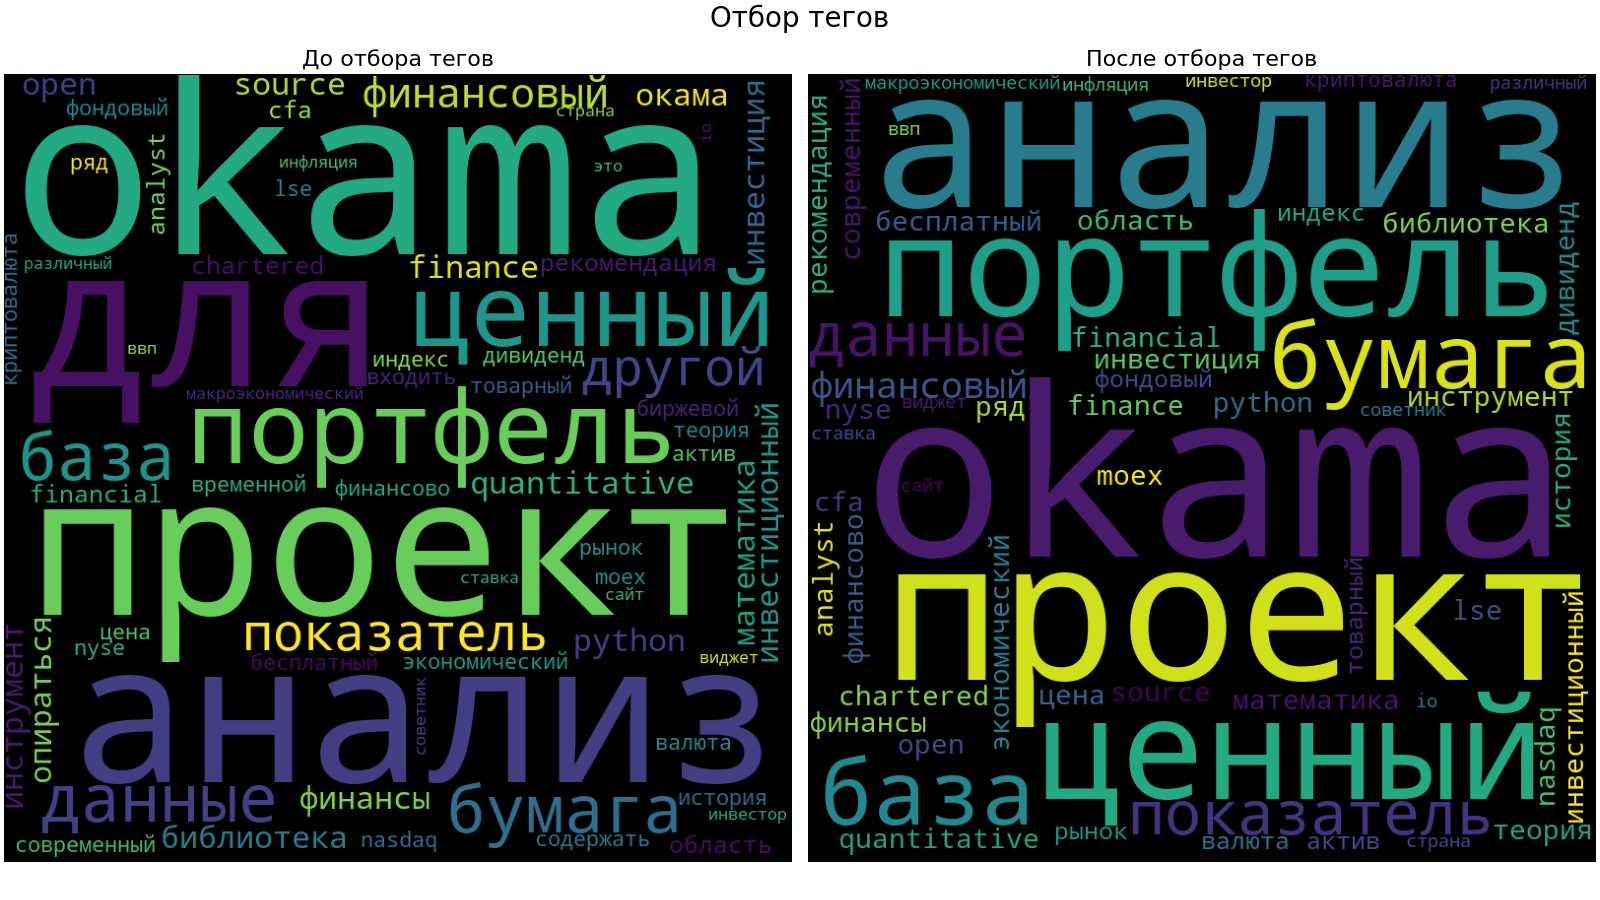 Отбор тегов
До отбора тегов
open
source
финансовый
окама
фондовый
cfa
страна
okama
io
инвестиция
ряд
analyst
инфляция
lse
это
криптовалюта
различный
chartered
finance
рекомендация
для
ценный
ввп
индекс
дивиденд
другой
входить
товарный
макроэкономический
портфель
биржевой
теория
актив
база
financial
временной
финансово
quantitative
математика
инвестиционный
проект
рынок
ставка
moex
сайт
инструмент
опираться
цена
nyse
показатель
python
бесплатный
экономический
виджет
анализ
советник
валюта
данные
финансы
бумага
история
инвестор
современный
библиотека
nasdaq
содержать
область
После отбора тегов
макроэкономический
инфляция
инвестор
криптовалюта
различный
рекомендация
современный
ввп
анализ
бесплатный
область
индекс
библиотека
портфель
дивиденд
данные
financial
инвестиция
бумага
финансовый
фондовый
nyse
виджет
ряд
finance
python
советник
инструмент
ставка
okama
moex
сайт
история
cfa
analyst
финансово
экономический
проект
товарный
lse
инвестиционный
chartered
цена
source
математика
io
финансы
open
ценный
nasdaq
база
показатель
quantitative
рынок
валюта
актив
страна
теория